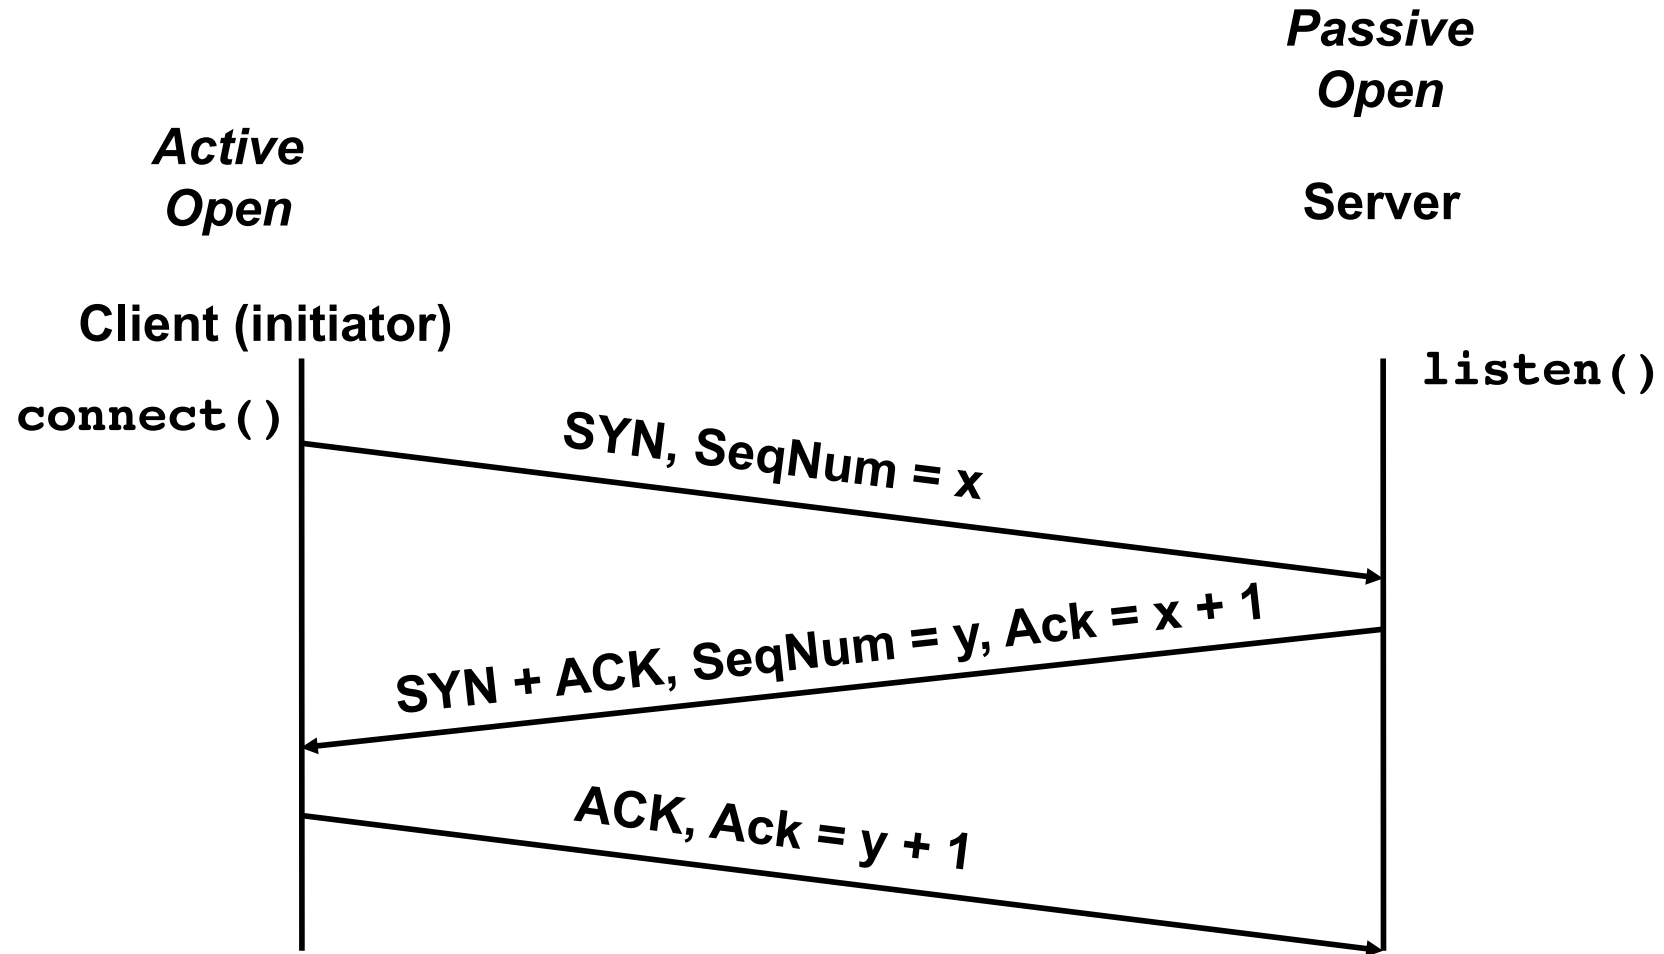 Passive
Open
Active
Open
Server
Client (initiator)
listen()
connect()
SYN, SeqNum = x
SYN + ACK, SeqNum = y, Ack = x + 1
ACK, Ack = y + 1